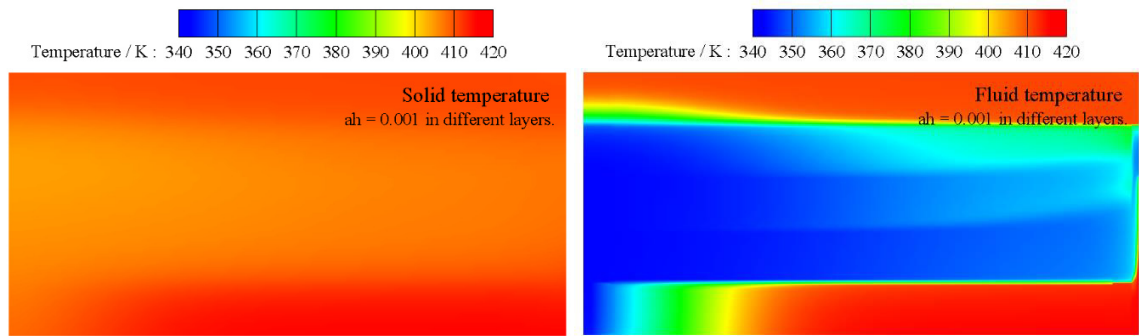 Temperature / K : 340 350 360 370 380 390 400 410 420
Solid temperature
ah = 0.001 in different layers.
Temperature / K : 340 350 360 370 380 390 400 410 420
Fluid temperature
ah = 0.001 in different layers.